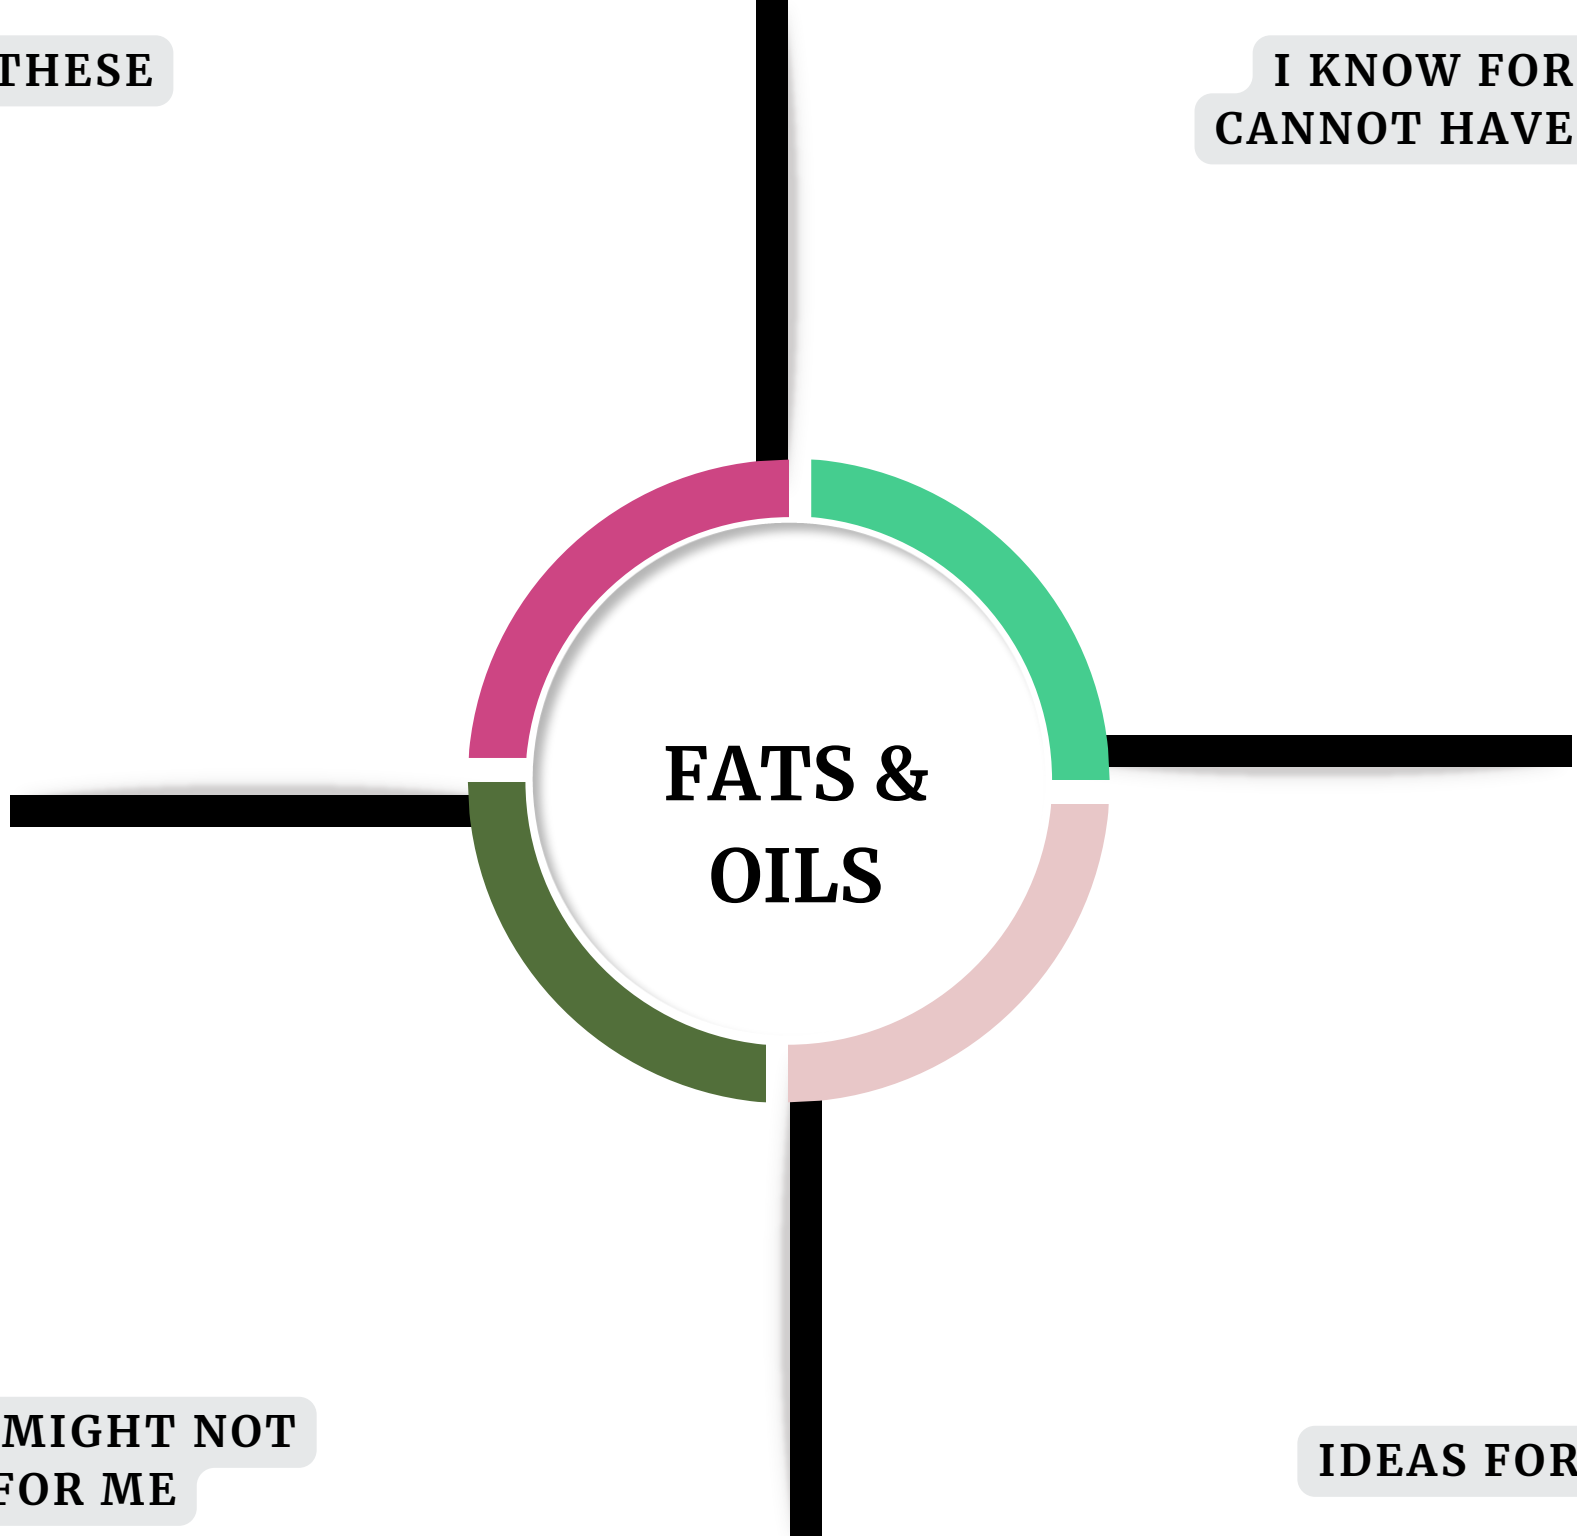 THESE
I KNOW FOR
CANNOT HAVE
FATS &
OILS
MIGHT NOT
FOR ME
IDEAS FOR